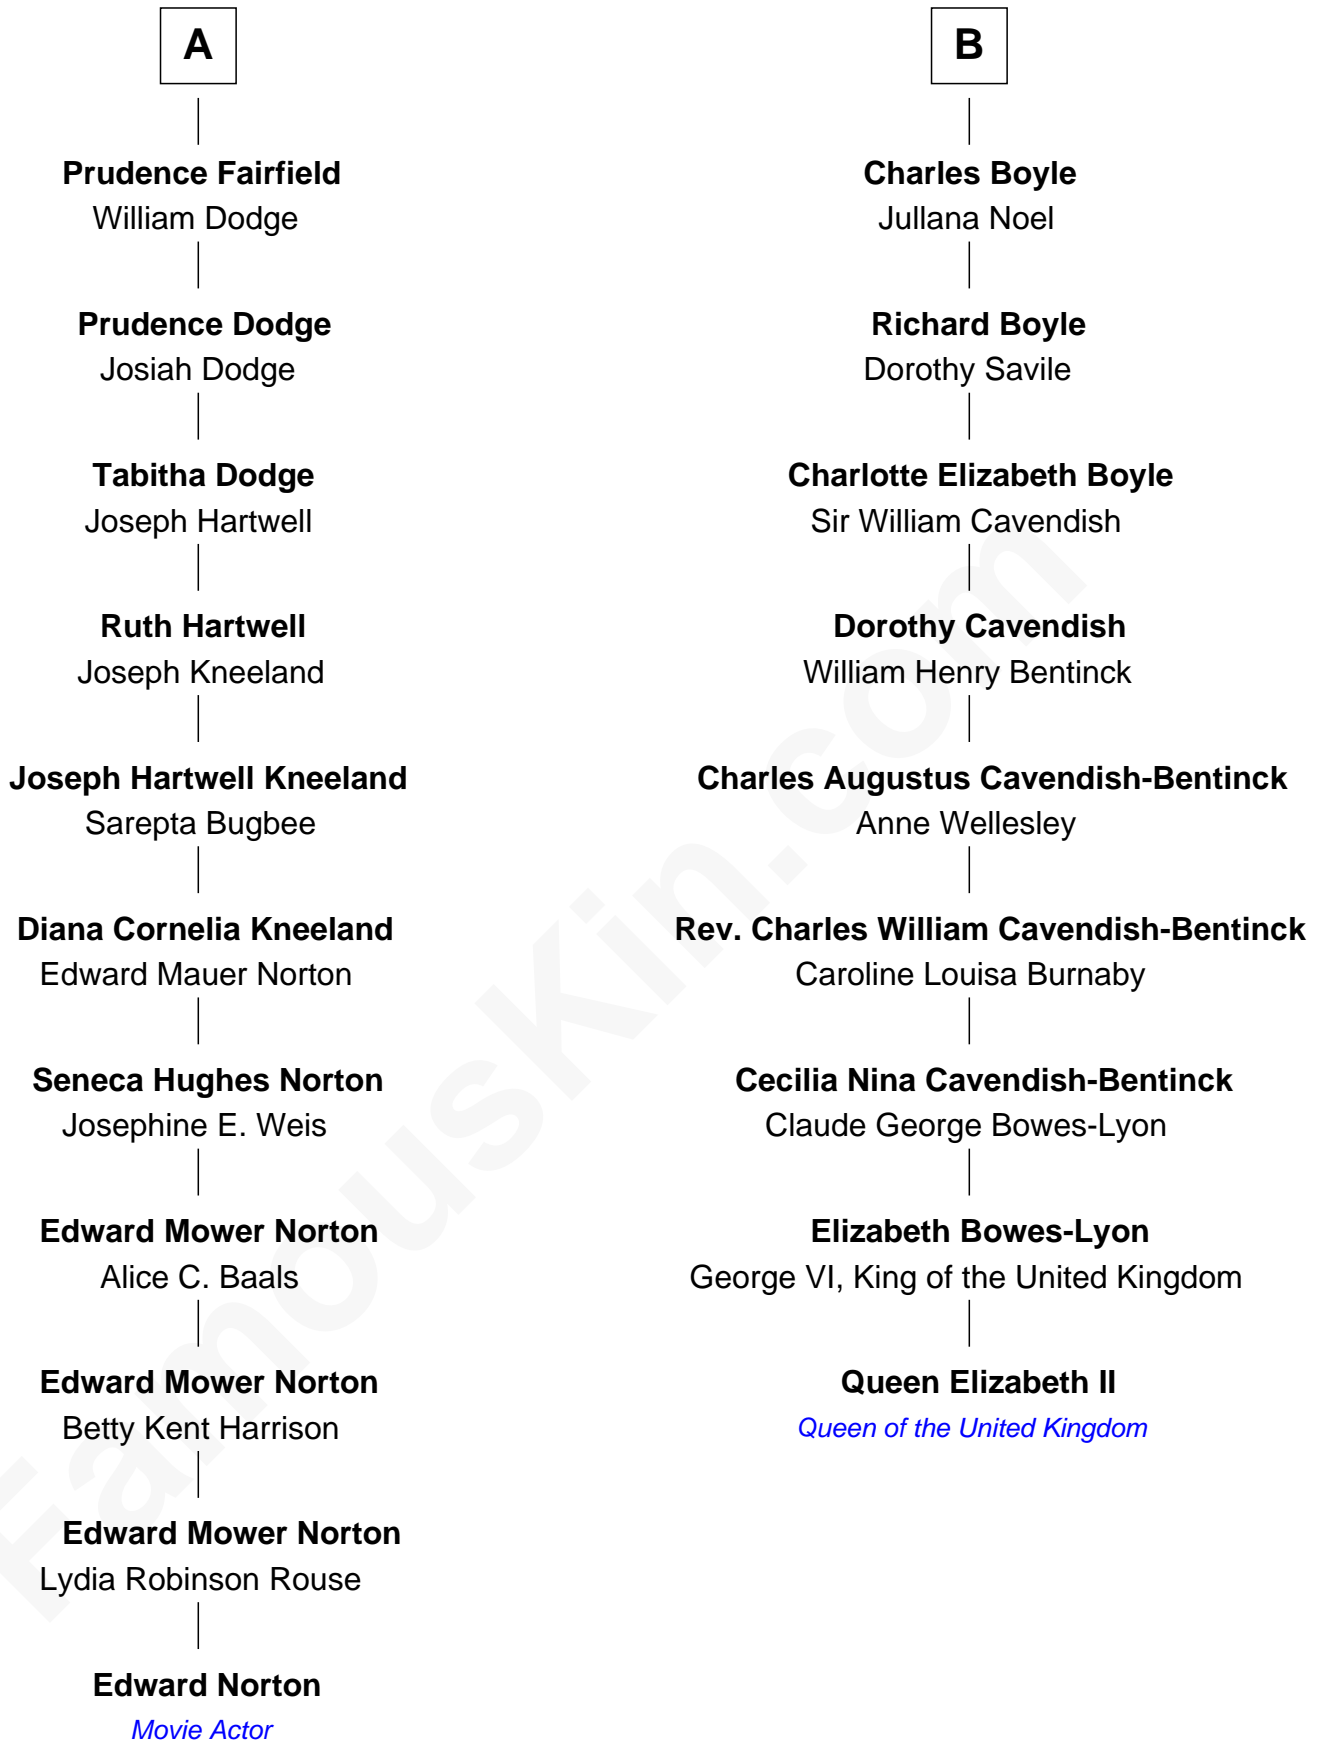 A
Prudence Fairfield
William Dodge
Prudence Dodge
Josiah Dodge
Tabitha Dodge
Joseph Hartwell
Ruth Hartwell
Joseph Kneeland
Joseph Hartwell Kneeland
Sarepta Bugbee
Diana Cornelia Kneeland
Edward Mauer Norton
Seneca Hughes Norton
Josephine E. Weis
Edward Mower Norton
Alice C. Baals
Edward Mower Norton
Betty Kent Harrison
Edward Mower Norton
Lydia Robinson Rouse
Edward Norton
Movie Actor
B
Charles Boyle
Jullana Noel
Richard Boyle
Dorothy Savile
Charlotte Elizabeth Boyle
Sir William Cavendish
Dorothy Cavendish
William Henry Bentinck
Charles Augustus Cavendish-Bentinck
Anne Wellesley
Rev. Charles William Cavendish-Bentinck
Caroline Louisa Burnaby
Cecilia Nina Cavendish-Bentinck
Claude George Bowes-Lyon
Elizabeth Bowes-Lyon
George VI, King of the United Kingdom
Queen Elizabeth II
Queen of the United Kingdom
FamousKin.com